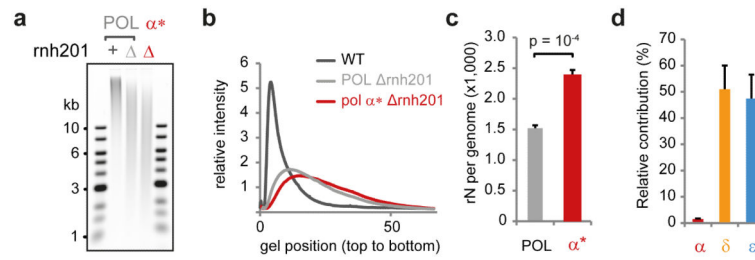 a
POL α*
rnh201 + Δ Δ
kb
10
6
3
1
b
relative intensity
6
5
4
3
2
1
WT
POL Δrnh201
pol α* Δrnh201
0
50
gel position (top to bottom)
c
rN per genome (x1,000)
p = 10⁻⁴
3.0
2.5
2.0
1.5
1.0
0.5
0
POL α*
d
Relative contribution (%)
70
60
50
40
30
20
10
0
α δ ε